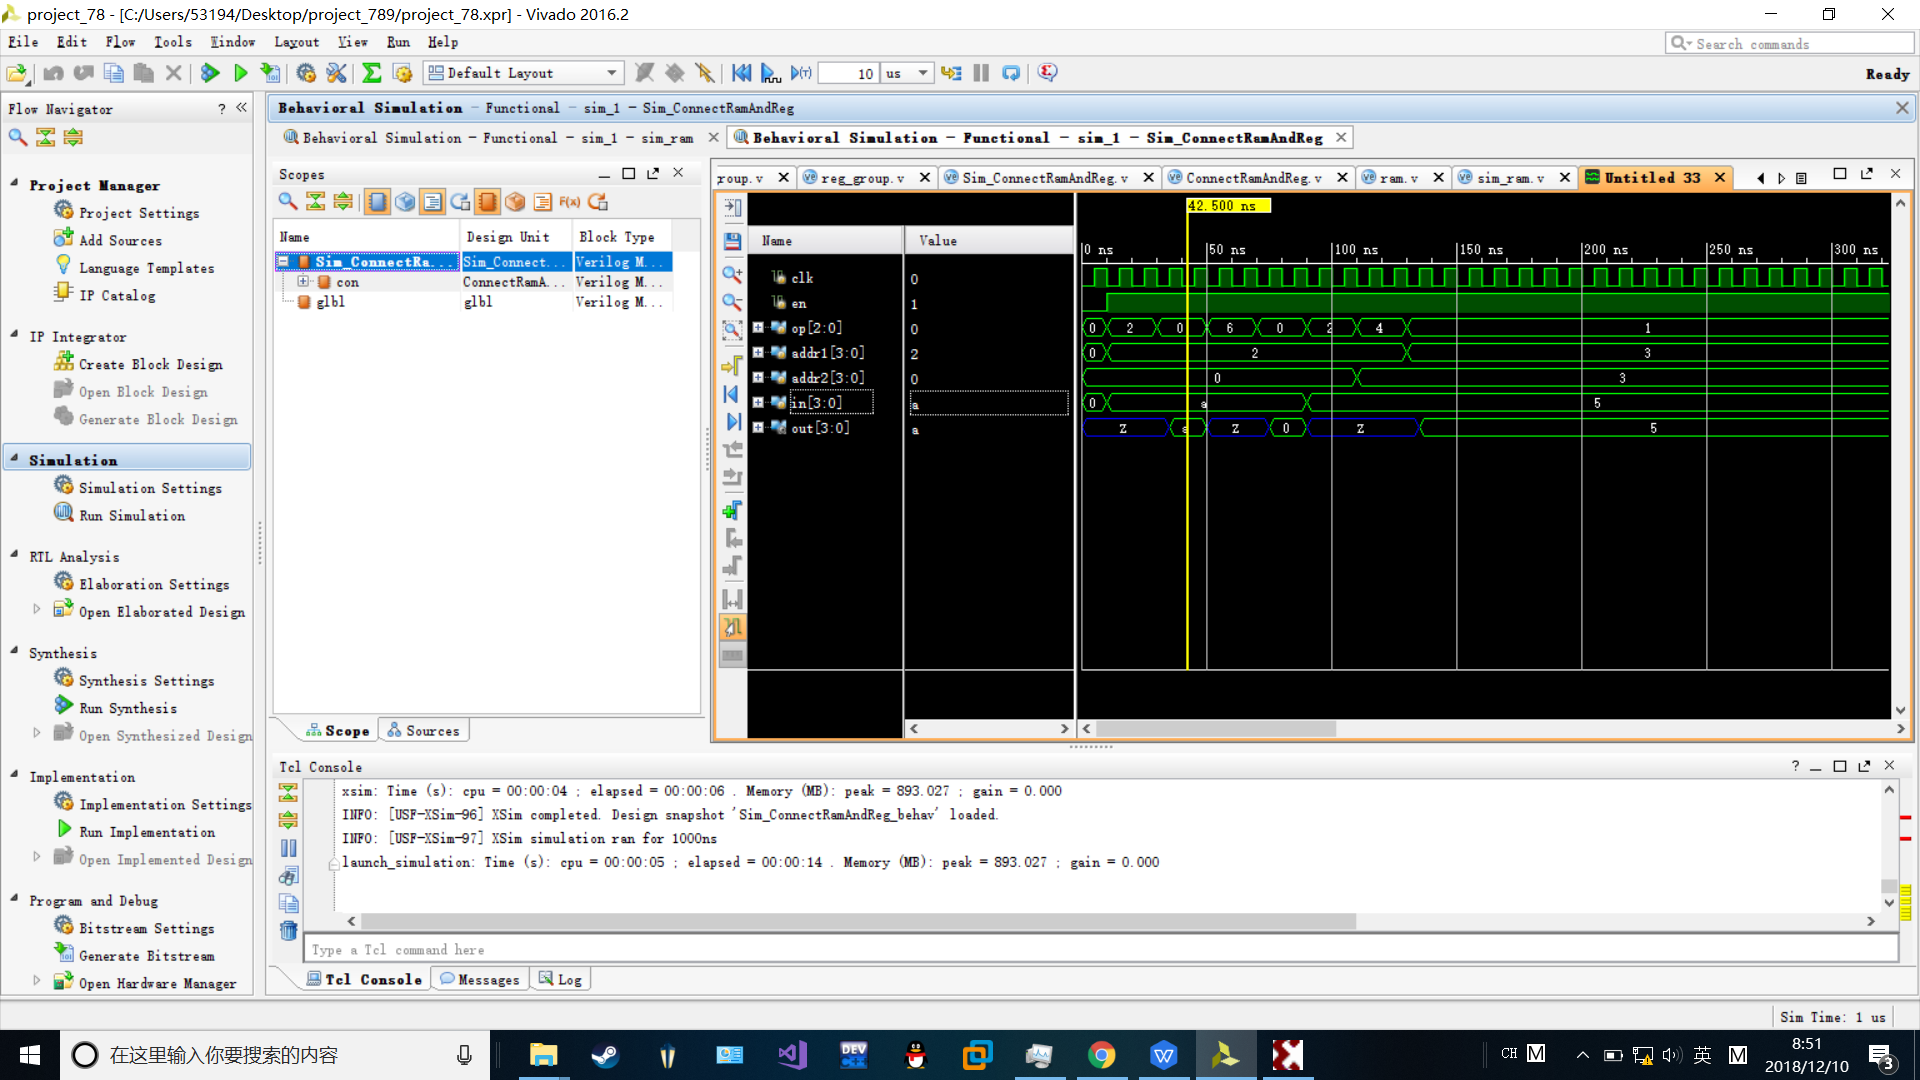 project_78 - [C:/Users/53194/Desktop/project_789/project_78.xpr] - Vivado 2016.2
File Edit Flow Tools Window Layout View Run Help
Search commands
Default Layout
10 us
Ready
Flow Navigator
Project Manager
Project Settings
Add Sources
Language Templates
IP Catalog
IP Integrator
Create Block Design
Open Block Design
Generate Block Design
Simulation
Simulation Settings
Run Simulation
RTL Analysis
Elaboration Settings
Open Elaborated Design
Synthesis
Synthesis Settings
Run Synthesis
Open Synthesized Design
Implementation
Implementation Settings
Run Implementation
Open Implemented Design
Program and Debug
Bitstream Settings
Generate Bitstream
Open Hardware Manager
Behavioral Simulation - Functional - sim_1 - Sim_ConnectRamAndReg
Behavioral Simulation - Functional - sim_1 - sim_ram
Behavioral Simulation - Functional - sim_1 - Sim_ConnectRamAndReg
Scopes
F(x)
Name Design Unit Block Type
Sim_ConnectRa... Sim_Connect... Verilog M...
con ConnectRamA... Verilog M...
glbl glbl Verilog M...
Scope Sources
roup.v reg_group.v Sim_ConnectRamAndReg.v ConnectRamAndReg.v ram.v sim_ram.v Untitled 33
42.500 ns
Name Value
0 ns 50 ns 100 ns 150 ns 200 ns 250 ns 300 ns
clk 0
en 1
op[2:0] 0 0 2 0 6 0 2 4 1
addr1[3:0] 2 0 2 3
addr2[3:0] 0 0 3
in[3:0] a 0 a 5
out[3:0] a Z a Z 0 Z 5
Tcl Console
xsim: Time (s): cpu = 00:00:04 ; elapsed = 00:00:06 . Memory (MB): peak = 893.027 ; gain = 0.000
INFO: [USF-XSim-96] XSim completed. Design snapshot 'Sim_ConnectRamAndReg_behav' loaded.
INFO: [USF-XSim-97] XSim simulation ran for 1000ns
launch_simulation: Time (s): cpu = 00:00:05 ; elapsed = 00:00:14 . Memory (MB): peak = 893.027 ; gain = 0.000
Type a Tcl command here
Tcl Console Messages Log
Sim Time: 1 us
在这里输入你要搜索的内容
DEV
CH M
英 M
8:51
2018/12/10
3